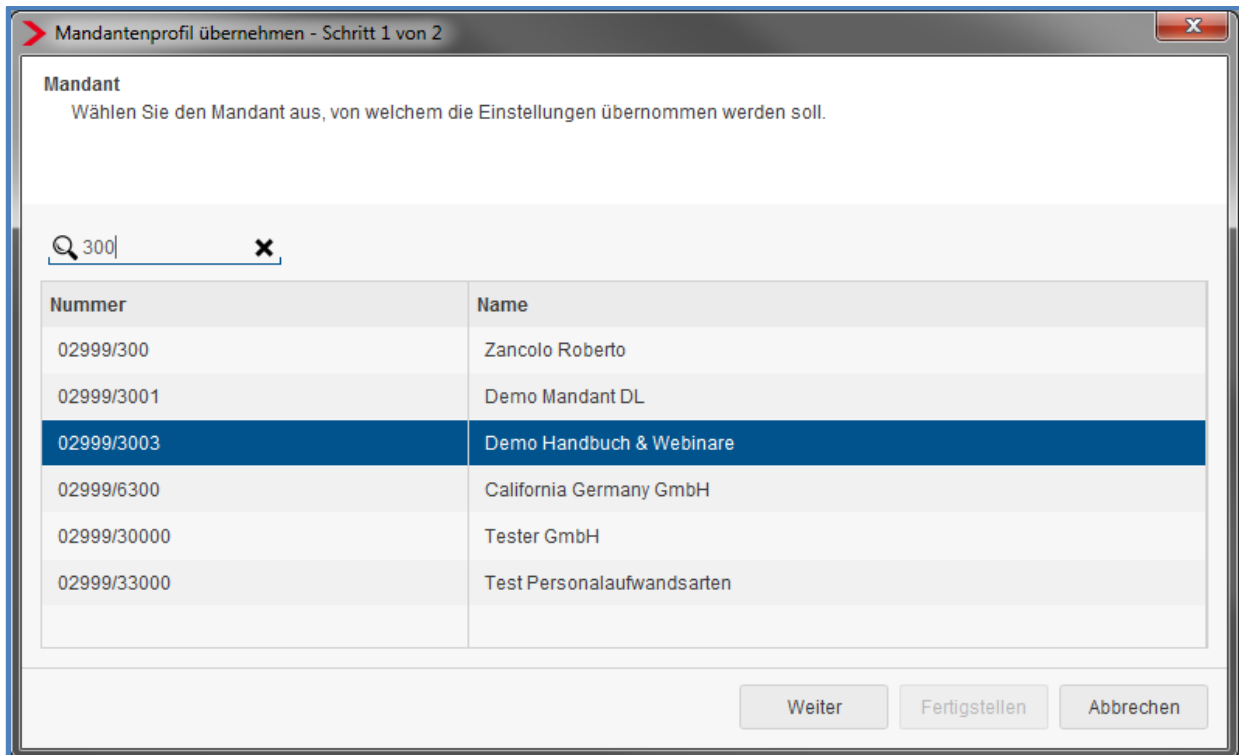 Mandantenprofil übernehmen - Schritt 1 von 2
Mandant
Wählen Sie den Mandant aus, von welchem die Einstellungen übernommen werden soll.
300
Nummer Name
02999/300 Zancolo Roberto
02999/3001 Demo Mandant DL
02999/3003 Demo Handbuch & Webinare
02999/6300 California Germany GmbH
02999/30000 Tester GmbH
02999/33000 Test Personalaufwandsarten
Weiter Fertigstellen Abbrechen